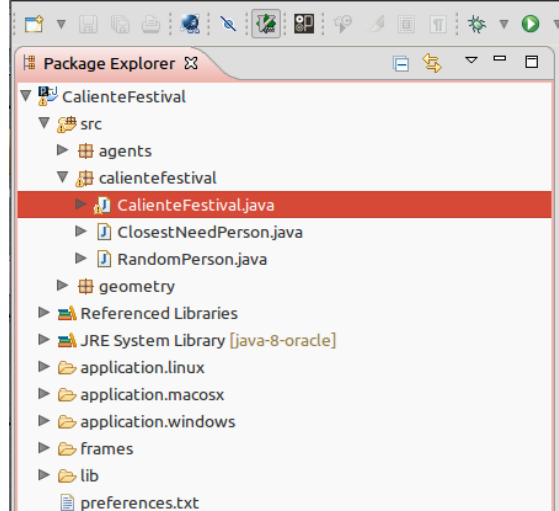 Package Explorer
CalienteFestival
src
agents
calientefestival
CalienteFestival.java
ClosestNeedPerson.java
RandomPerson.java
geometry
Referenced Libraries
JRE System Library [java-8-oracle]
application.linux
application.macosx
application.windows
frames
lib
preferences.txt